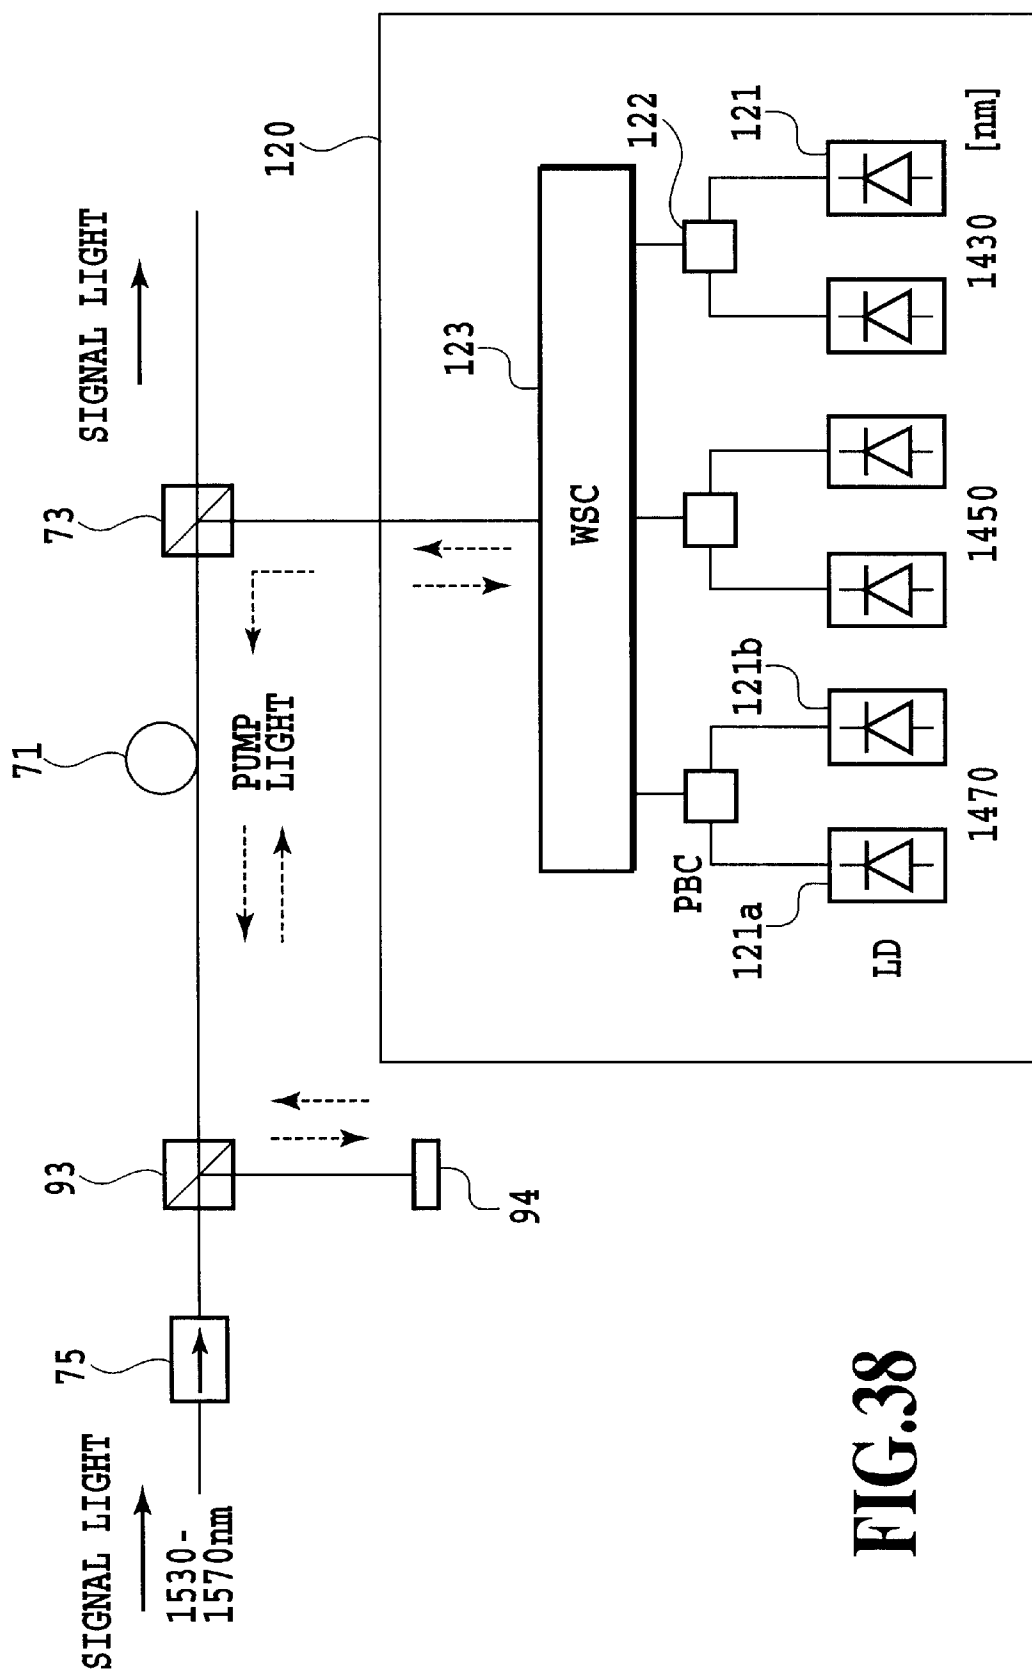 SIGNAL LIGHT
1530-
1570nm
75
93
94
71
PUMP
LIGHT
73
SIGNAL LIGHT
120
123
WSC
122
PBC
121a
121b
121
LD
1470
1450
1430
[nm]
FIG.38